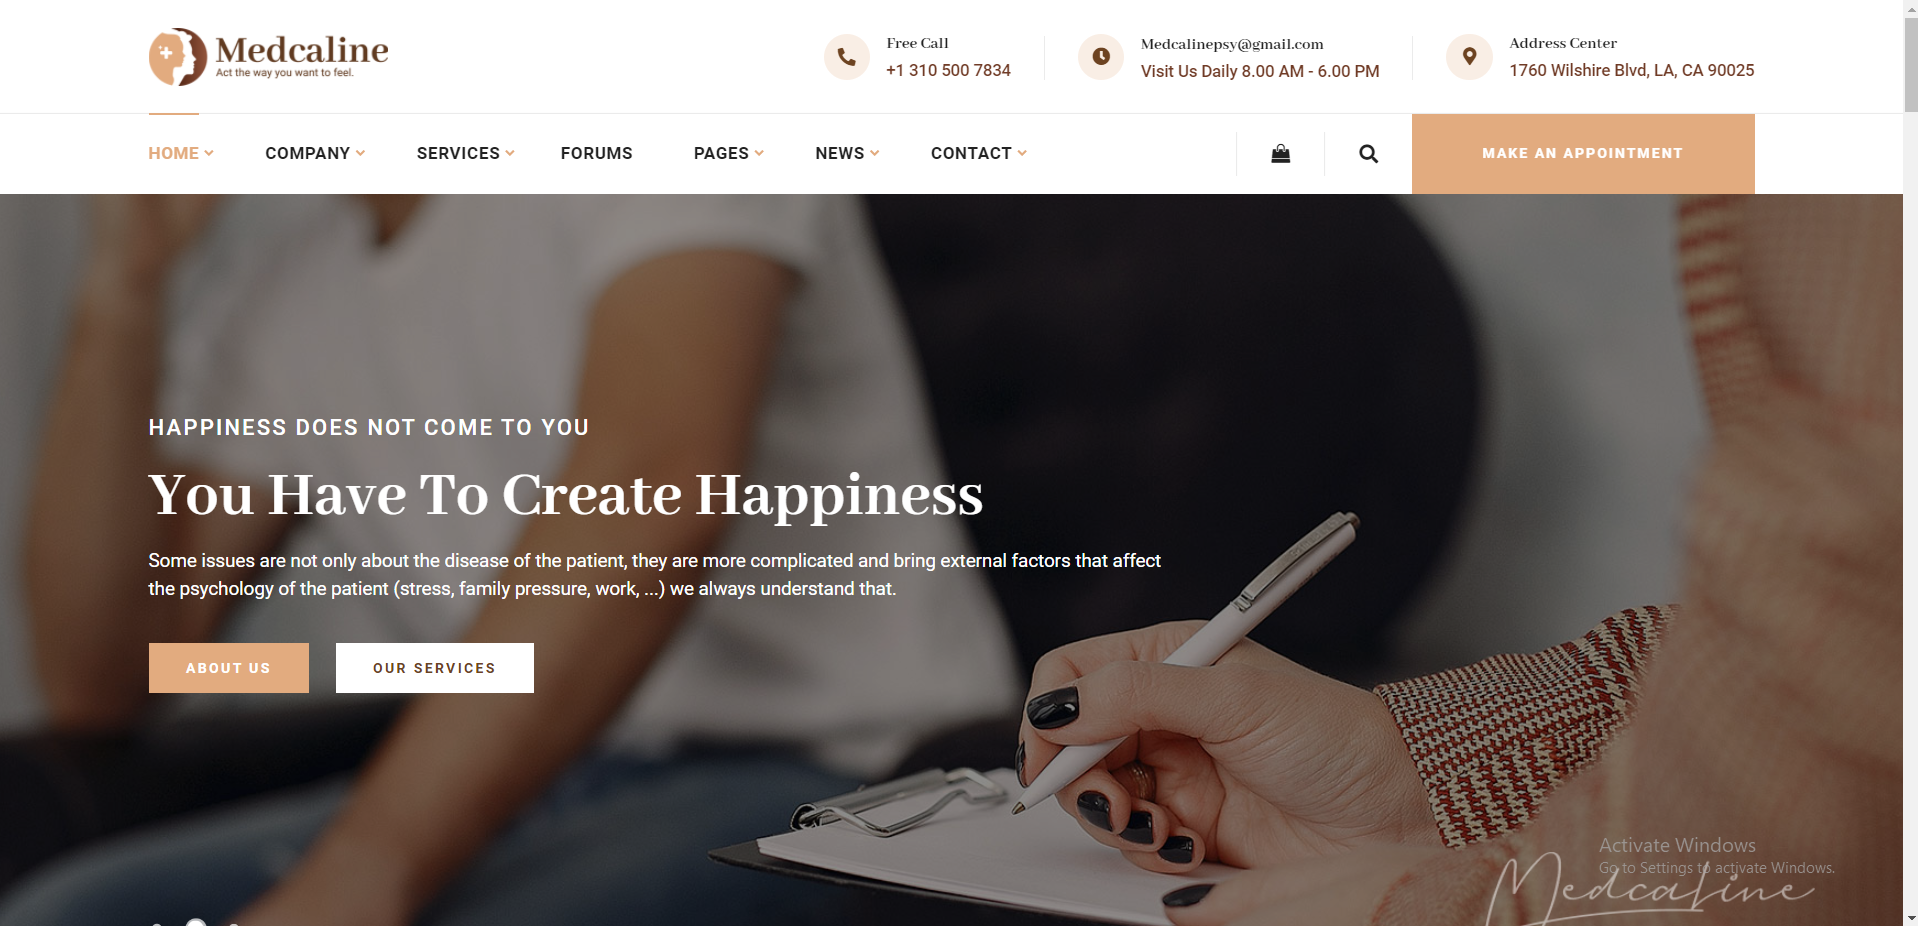 Medcaline
Act the way you want to feel.
Free Call
+1 310 500 7834
Medcalinepsy@gmail.com
Visit Us Daily 8.00 AM - 6.00 PM
Address Center
1760 Wilshire Blvd, LA, CA 90025
HOME
COMPANY
SERVICES
FORUMS
PAGES
NEWS
CONTACT
MAKE AN APPOINTMENT
HAPPINESS DOES NOT COME TO YOU
You Have To Create Happiness
Some issues are not only about the disease of the patient, they are more complicated and bring external factors that affect
the psychology of the patient (stress, family pressure, work, ...) we always understand that.
ABOUT US
OUR SERVICES
Activate Windows
Go to Settings to activate Windows.
Medcaline